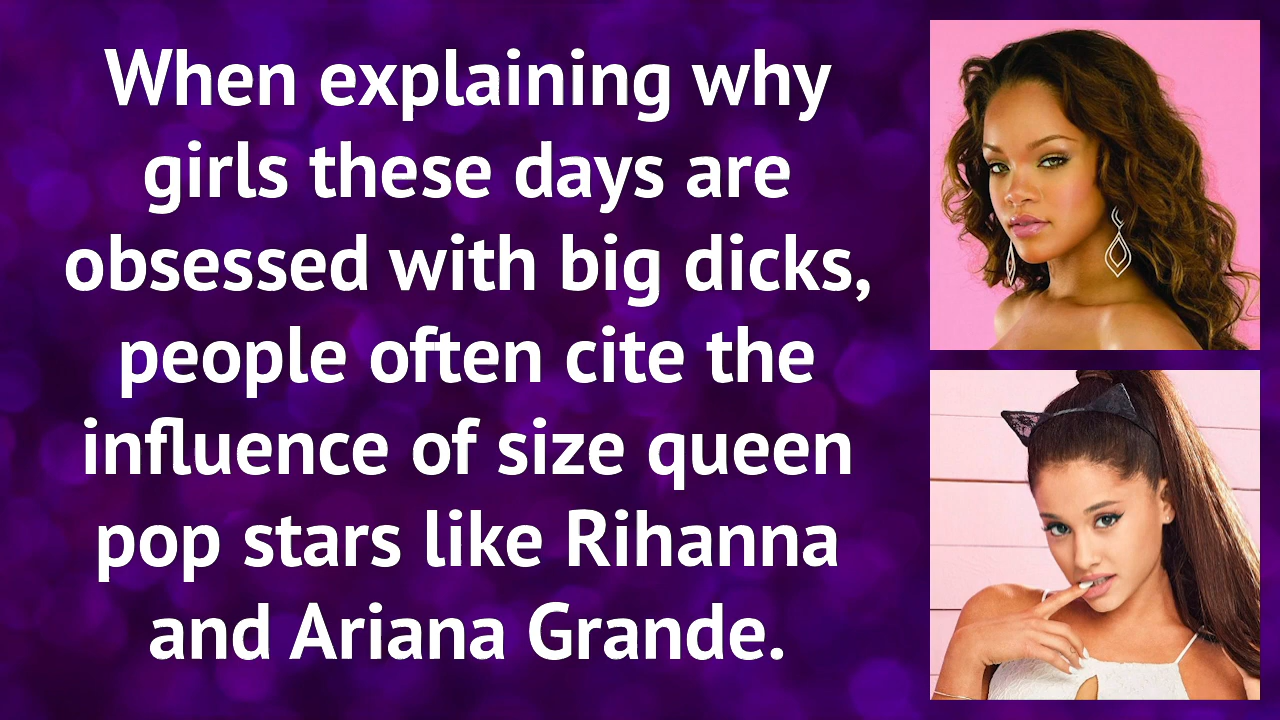 When explaining why
girls these days are
obsessed with big dicks,
people often cite the
influence of size queen
pop stars like Rihanna
and Ariana Grande.